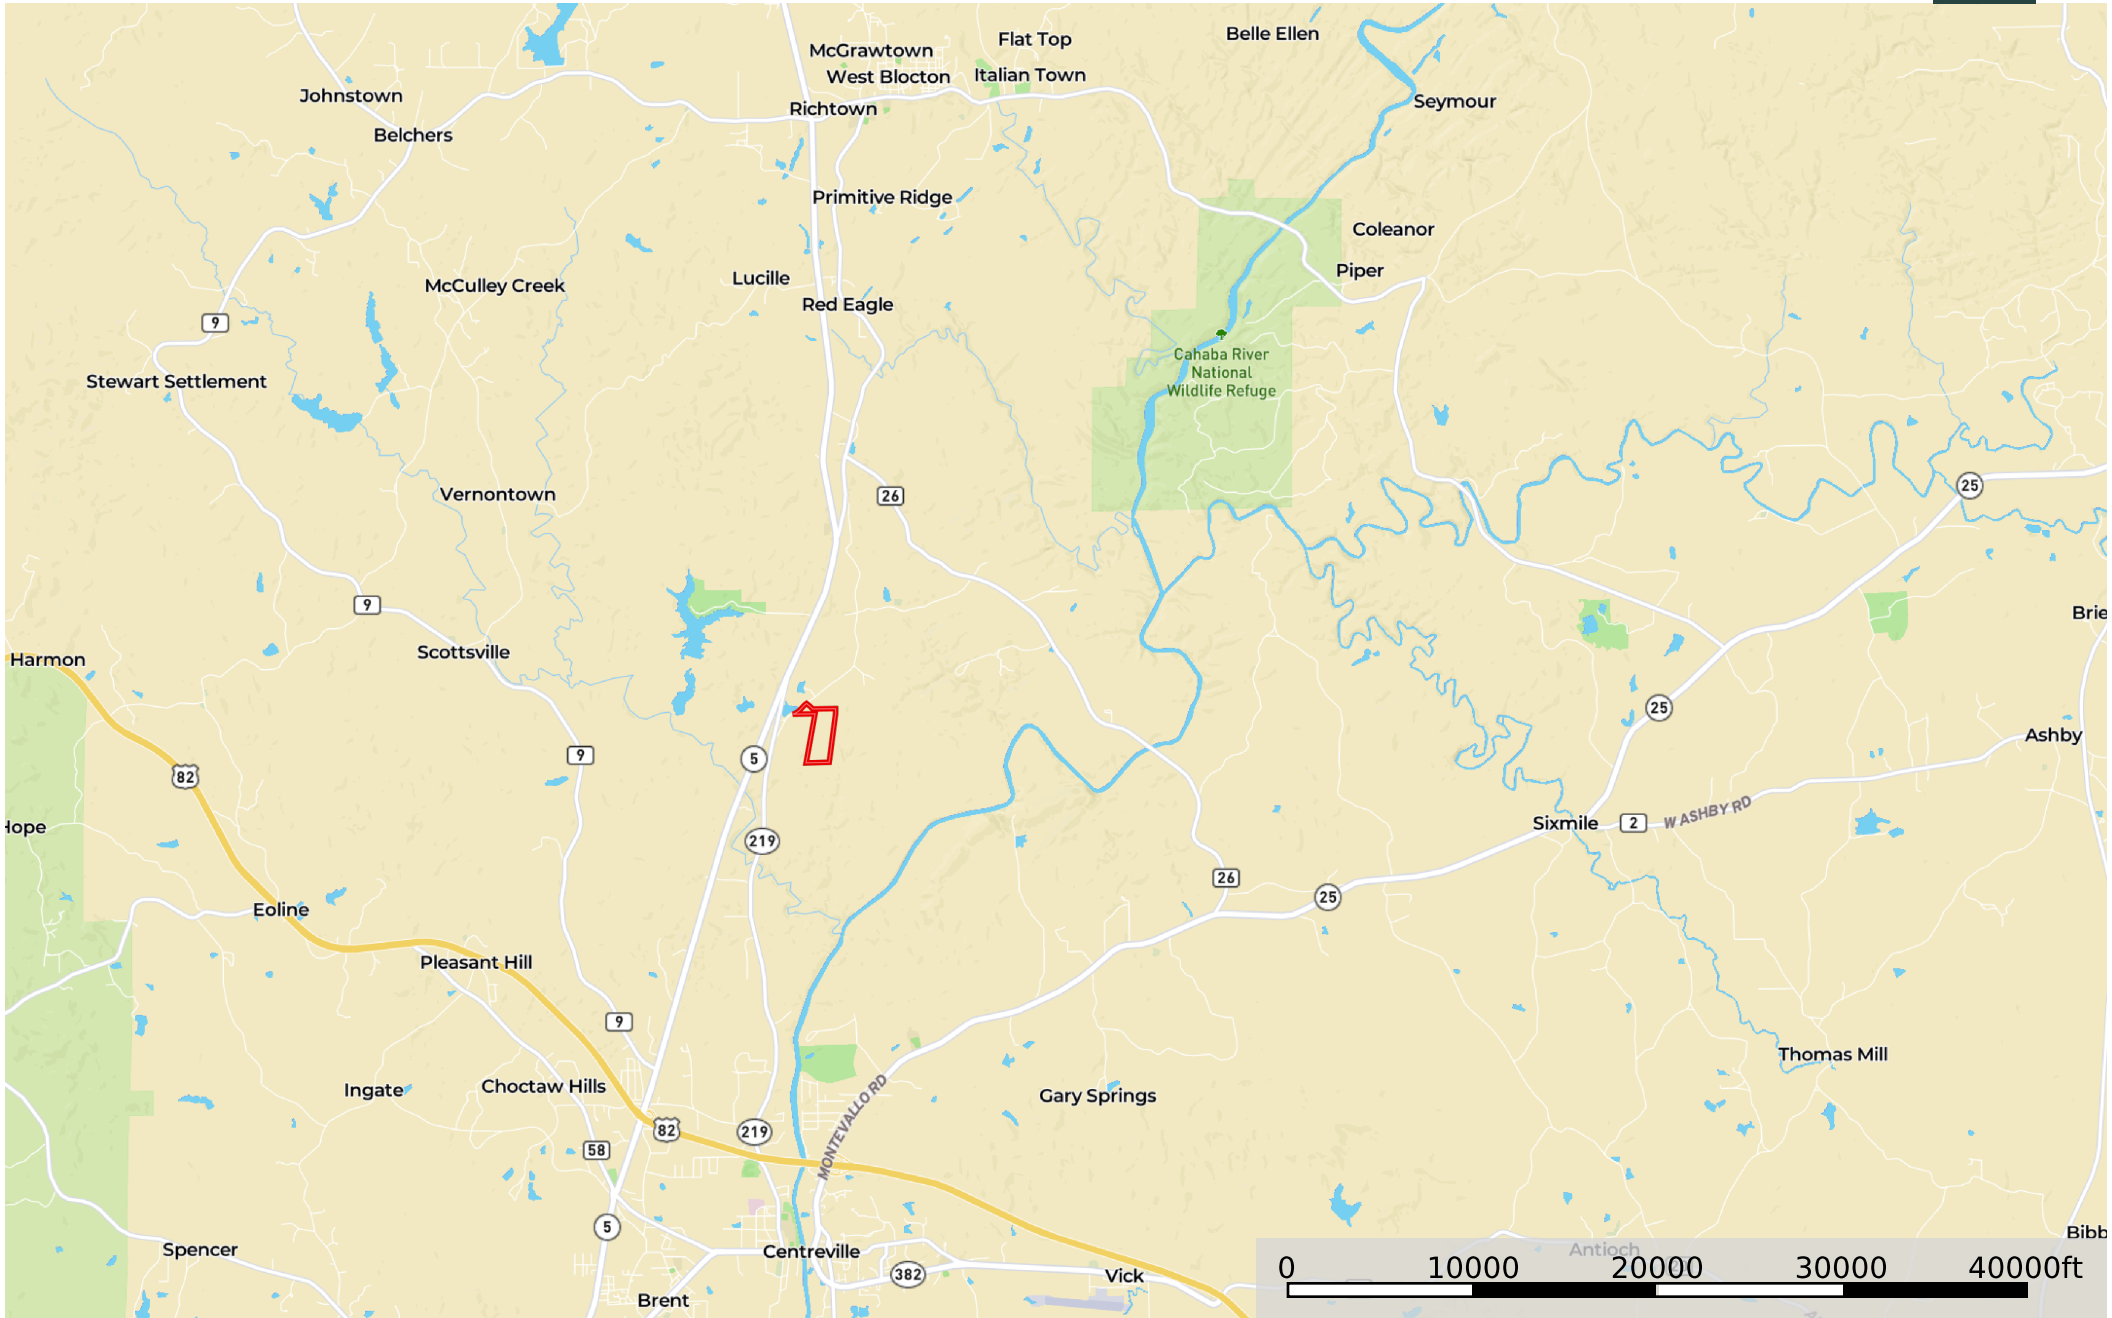 Belle Ellen
Flat Top
McGrawtown
West Blocton
Italian Town
Johnstown
Richtown
Seymour
Belchers
Primitive Ridge
Coleanor
Piper
Lucille
McCulley Creek
Red Eagle
9
Cahaba River
National
Wildlife Refuge
Stewart Settlement
25
Vernontown
26
9
Brie
Scottsville
Harmon
25
Ashby
9
5
82
Hope
Sixmile
2
W ASHBY RD
219
26
25
Eoline
Pleasant Hill
9
Thomas Mill
Ingate
Choctaw Hills
MONTEVALLO RD
Gary Springs
82
219
58
5
Bibb
Spencer
Centreville
Antioch
382
Vick
Brent
0 10000 20000 30000 40000ft